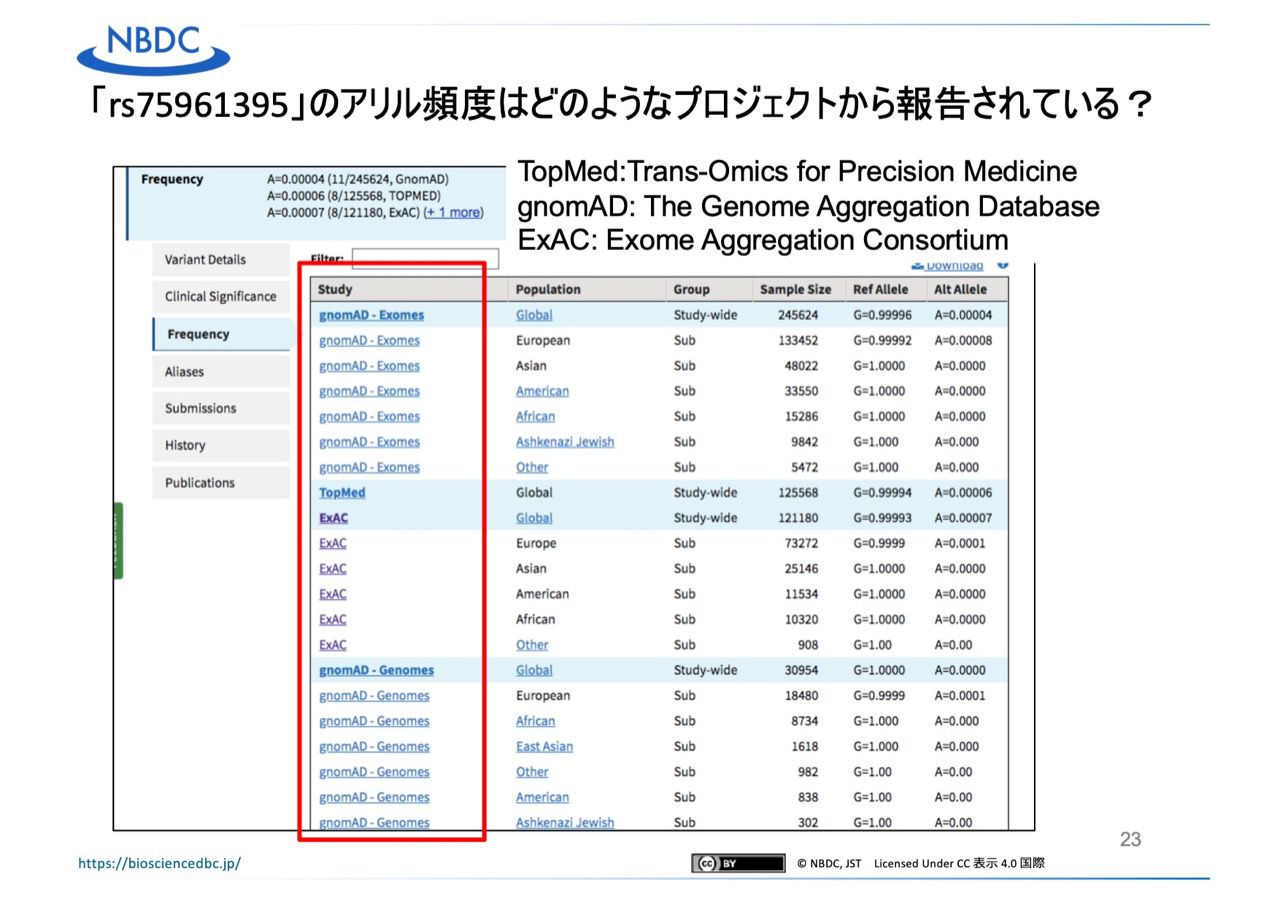 NBDC
「rs75961395」のアリル頻度はどのようなプロジェクトから報告されている？
TopMed:Trans-Omics for Precision Medicine
gnomAD: The Genome Aggregation Database
ExAC: Exome Aggregation Consortium
Frequency
A=0.00004 (11/245624, GnomAD)
A=0.00006 (8/125568, TOPMED)
A=0.00007 (8/121180, ExAC) (+ 1 more)
Variant Details
Clinical Significance
Frequency
Aliases
Submissions
History
Publications
Filter:
Download
Study Population Group Sample Size Ref Allele Alt Allele
gnomAD - Exomes Global Study-wide 245624 G=0.99996 A=0.00004
gnomAD - Exomes European Sub 133452 G=0.99992 A=0.00008
gnomAD - Exomes Asian Sub 48022 G=1.0000 A=0.0000
gnomAD - Exomes American Sub 33550 G=1.0000 A=0.0000
gnomAD - Exomes African Sub 15286 G=1.0000 A=0.0000
gnomAD - Exomes Ashkenazi Jewish Sub 9842 G=1.000 A=0.000
gnomAD - Exomes Other Sub 5472 G=1.000 A=0.000
TopMed Global Study-wide 125568 G=0.99994 A=0.00006
ExAC Global Study-wide 121180 G=0.99993 A=0.00007
ExAC Europe Sub 73272 G=0.9999 A=0.0001
ExAC Asian Sub 25146 G=1.0000 A=0.0000
ExAC American Sub 11534 G=1.0000 A=0.0000
ExAC African Sub 10320 G=1.0000 A=0.0000
ExAC Other Sub 908 G=1.00 A=0.00
gnomAD - Genomes Global Study-wide 30954 G=1.0000 A=0.0000
gnomAD - Genomes European Sub 18480 G=0.9999 A=0.0001
gnomAD - Genomes African Sub 8734 G=1.000 A=0.000
gnomAD - Genomes East Asian Sub 1618 G=1.000 A=0.000
gnomAD - Genomes Other Sub 982 G=1.00 A=0.00
gnomAD - Genomes American Sub 838 G=1.00 A=0.00
gnomAD - Genomes Ashkenazi Jewish Sub 302 G=1.00 A=0.00
23
https://biosciencedbc.jp/
cc BY
© NBDC, JST Licensed Under CC 表示 4.0 国際